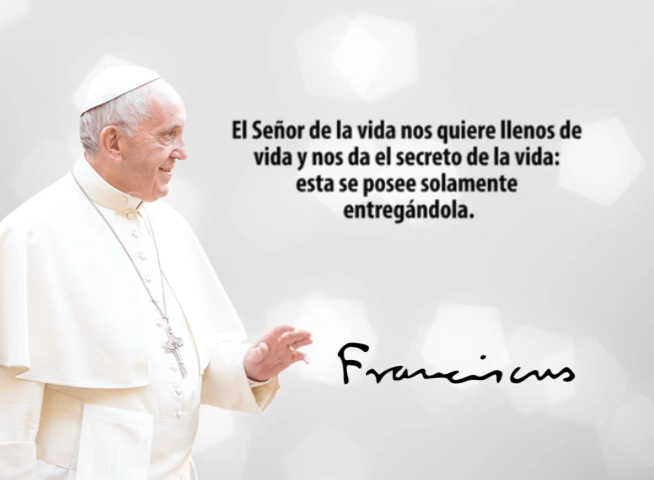 El Señor de la vida nos quiere llenos de
vida y nos da el secreto de la vida:
esta se posee solamente
entregándola.
Franciscus